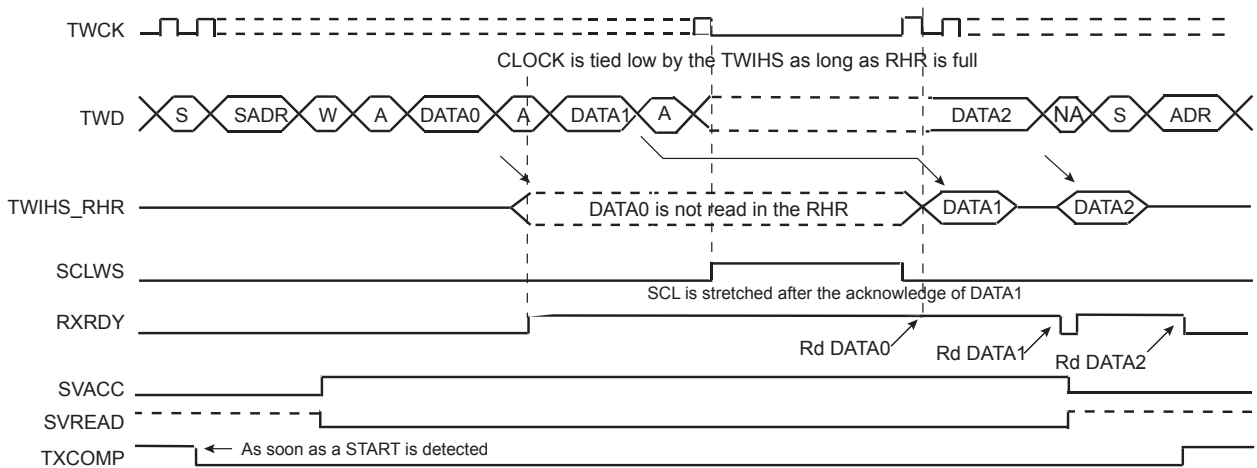 TWCK
CLOCK is tied low by the TWIHS as long as RHR is full
TWD S SADR W A DATA0 A DATA1 A DATA2 NA S ADR
TWIHS_RHR DATA0 is not read in the RHR DATA1 DATA2
SCLWS
SCL is stretched after the acknowledge of DATA1
RXRDY
Rd DATA0 Rd DATA1 Rd DATA2
SVACC
SVREAD
As soon as a START is detected
TXCOMP